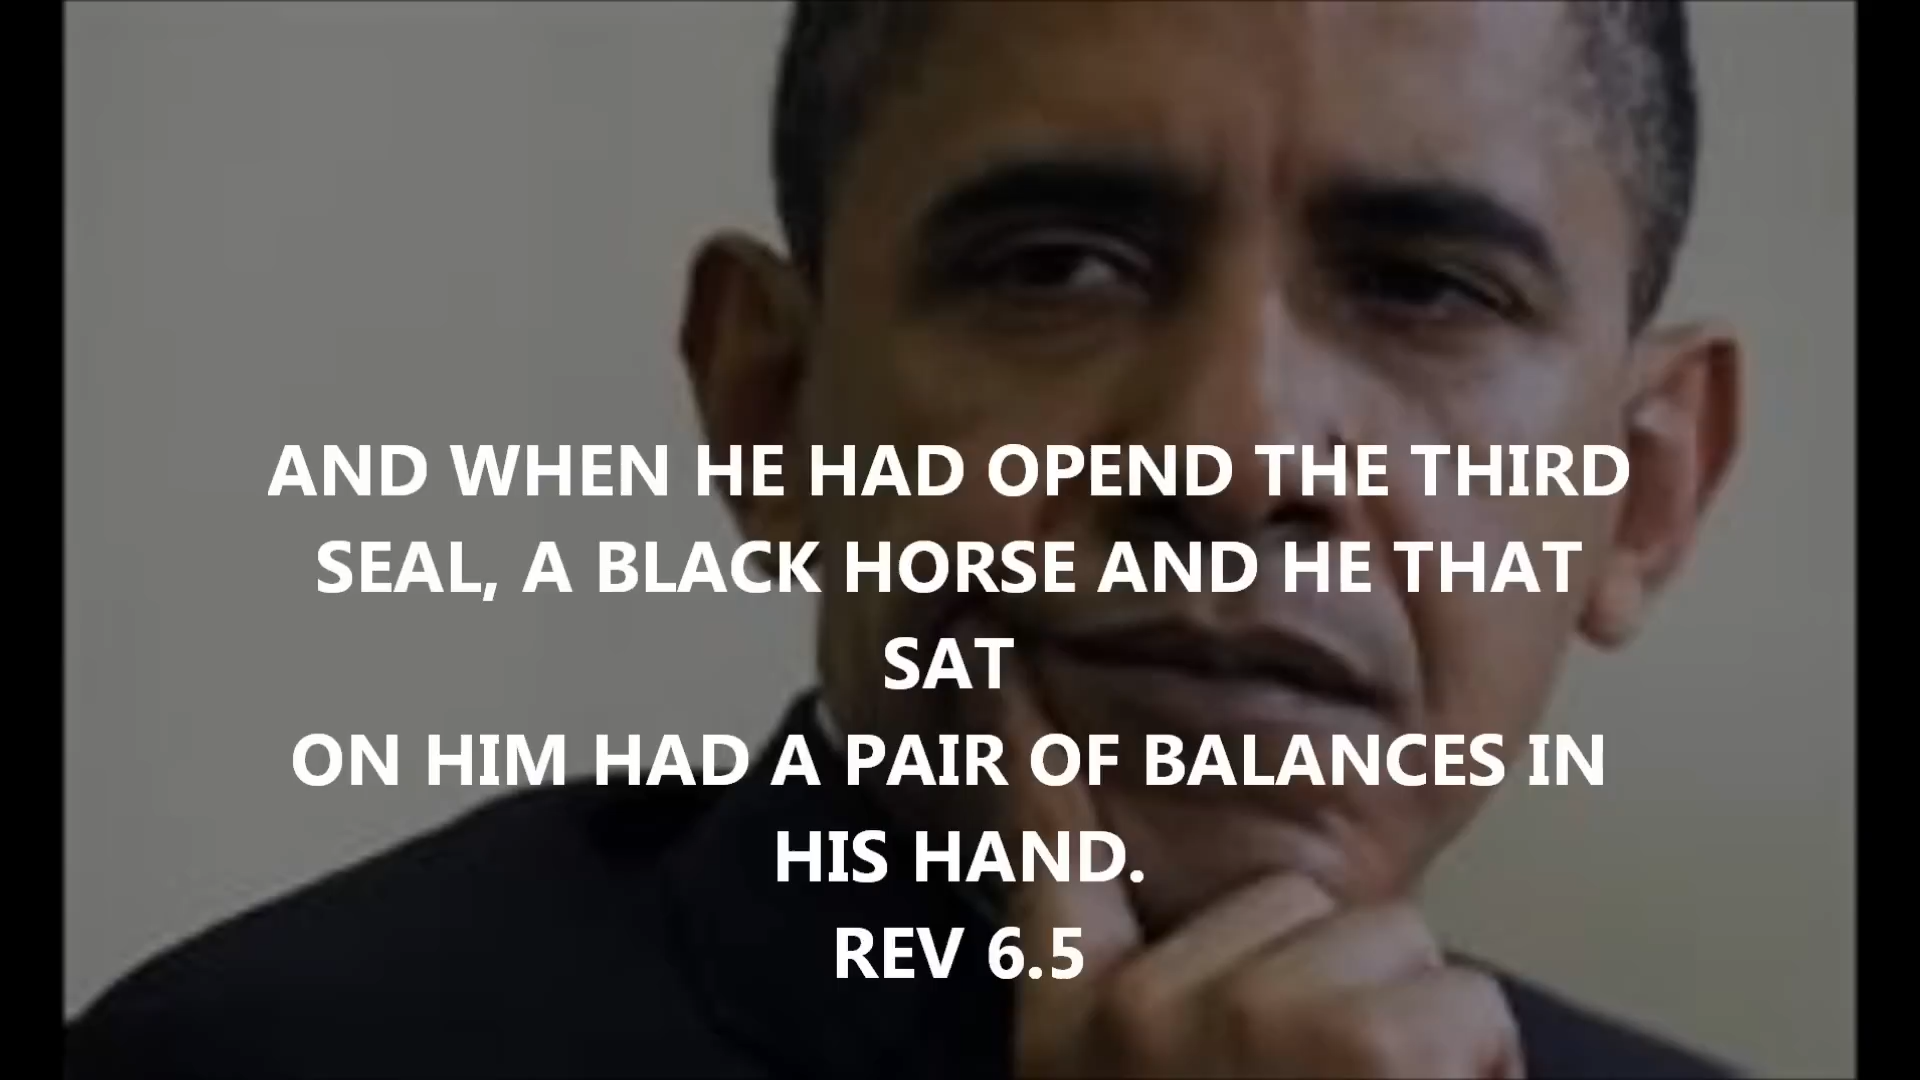 AND WHEN HE HAD OPEND THE THIRD
SEAL, A BLACK HORSE AND HE THAT
SAT
ON HIM HAD A PAIR OF BALANCES IN
HIS HAND.
REV 6.5